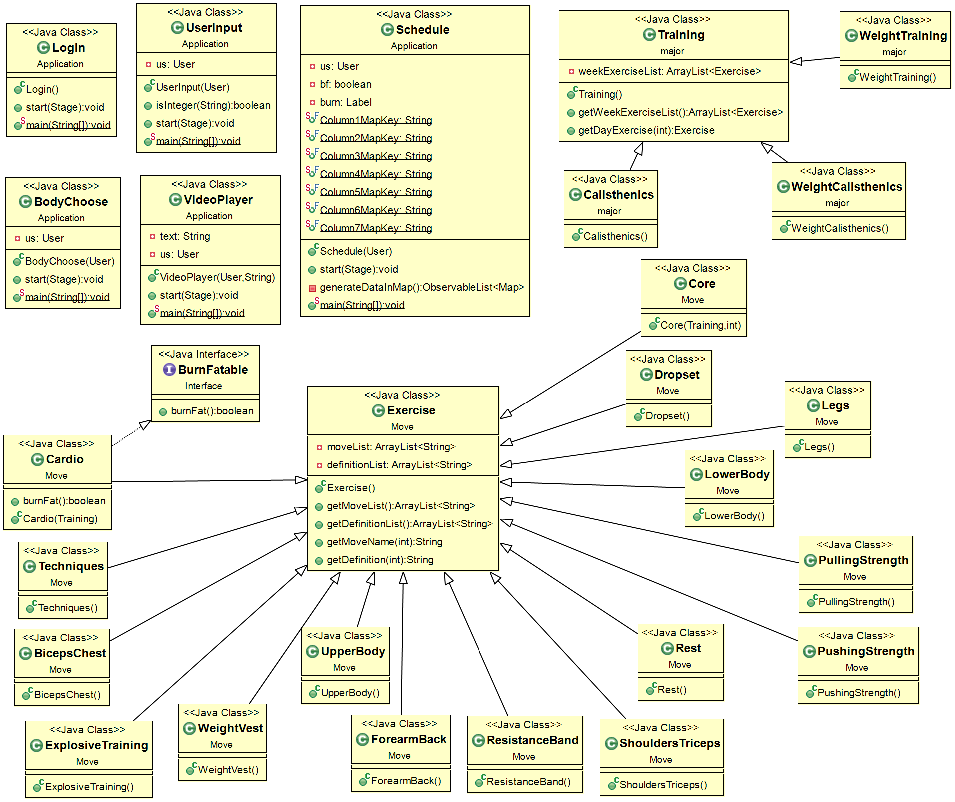 <<Java Class>>
Login
Application
Login()
start(Stage):void
main(String[]):void
<<Java Class>>
UserInput
Application
us: User
UserInput(User)
isInteger(String):boolean
start(Stage):void
main(String[]):void
<<Java Class>>
Schedule
Application
us: User
bf: boolean
burn: Label
Column1MapKey: String
Column2MapKey: String
Column3MapKey: String
Column4MapKey: String
Column5MapKey: String
Column6MapKey: String
Column7MapKey: String
Schedule(User)
start(Stage):void
generateDataInMap():ObservableList<Map>
main(String[]):void
<<Java Class>>
Training
major
weekExerciseList: ArrayList<Exercise>
Training()
getWeekExerciseList():ArrayList<Exercise>
getDayExercise(int):Exercise
<<Java Class>>
WeightTraining
major
WeightTraining()
<<Java Class>>
BodyChoose
Application
us: User
BodyChoose(User)
start(Stage):void
main(String[]):void
<<Java Class>>
VideoPlayer
Application
text: String
us: User
VideoPlayer(User,String)
start(Stage):void
main(String[]):void
<<Java Class>>
Calisthenics
major
Calisthenics()
<<Java Class>>
WeightCalisthenics
major
WeightCalisthenics()
<<Java Class>>
Core
Move
Core(Training,int)
<<Java Interface>>
BurnFatable
Interface
burnFat():boolean
<<Java Class>>
Exercise
Move
moveList: ArrayList<String>
definitionList: ArrayList<String>
Exercise()
getMoveList():ArrayList<String>
getDefinitionList():ArrayList<String>
getMoveName(int):String
getDefinition(int):String
<<Java Class>>
Dropset
Move
Dropset()
<<Java Class>>
Legs
Move
Legs()
<<Java Class>>
Cardio
Move
burnFat():boolean
Cardio(Training)
<<Java Class>>
LowerBody
Move
LowerBody()
<<Java Class>>
Techniques
Move
Techniques()
<<Java Class>>
PullingStrength
Move
PullingStrength()
<<Java Class>>
BicepsChest
Move
BicepsChest()
<<Java Class>>
UpperBody
Move
UpperBody()
<<Java Class>>
Rest
Move
Rest()
<<Java Class>>
PushingStrength
Move
PushingStrength()
<<Java Class>>
ExplosiveTraining
Move
ExplosiveTraining()
<<Java Class>>
WeightVest
Move
WeightVest()
<<Java Class>>
ForearmBack
Move
ForearmBack()
<<Java Class>>
ResistanceBand
Move
ResistanceBand()
<<Java Class>>
ShouldersTriceps
Move
ShouldersTriceps()